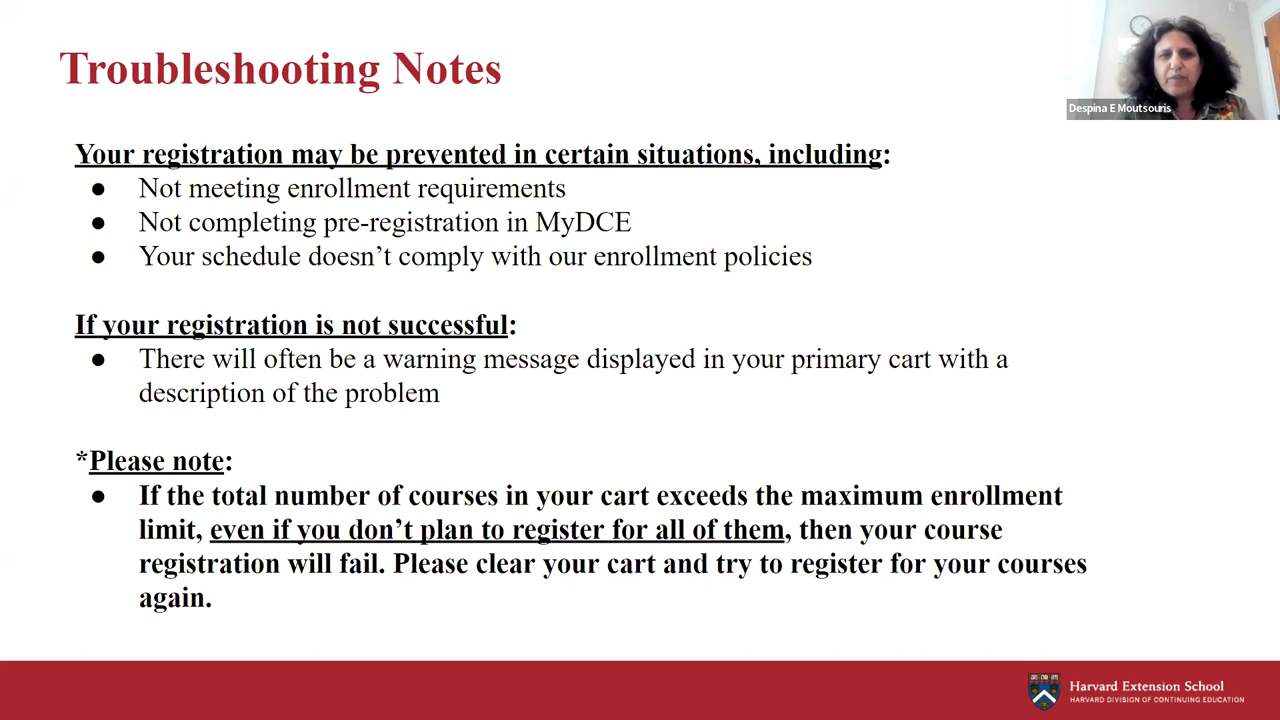 Troubleshooting Notes
Despina E Moutsouris
Your registration may be prevented in certain situations, including:
● Not meeting enrollment requirements
● Not completing pre-registration in MyDCE
● Your schedule doesn’t comply with our enrollment policies
If your registration is not successful:
● There will often be a warning message displayed in your primary cart with a
description of the problem
*Please note:
● If the total number of courses in your cart exceeds the maximum enrollment
limit, even if you don’t plan to register for all of them, then your course
registration will fail. Please clear your cart and try to register for your courses
again.
Harvard Extension School
HARVARD DIVISION OF CONTINUING EDUCATION